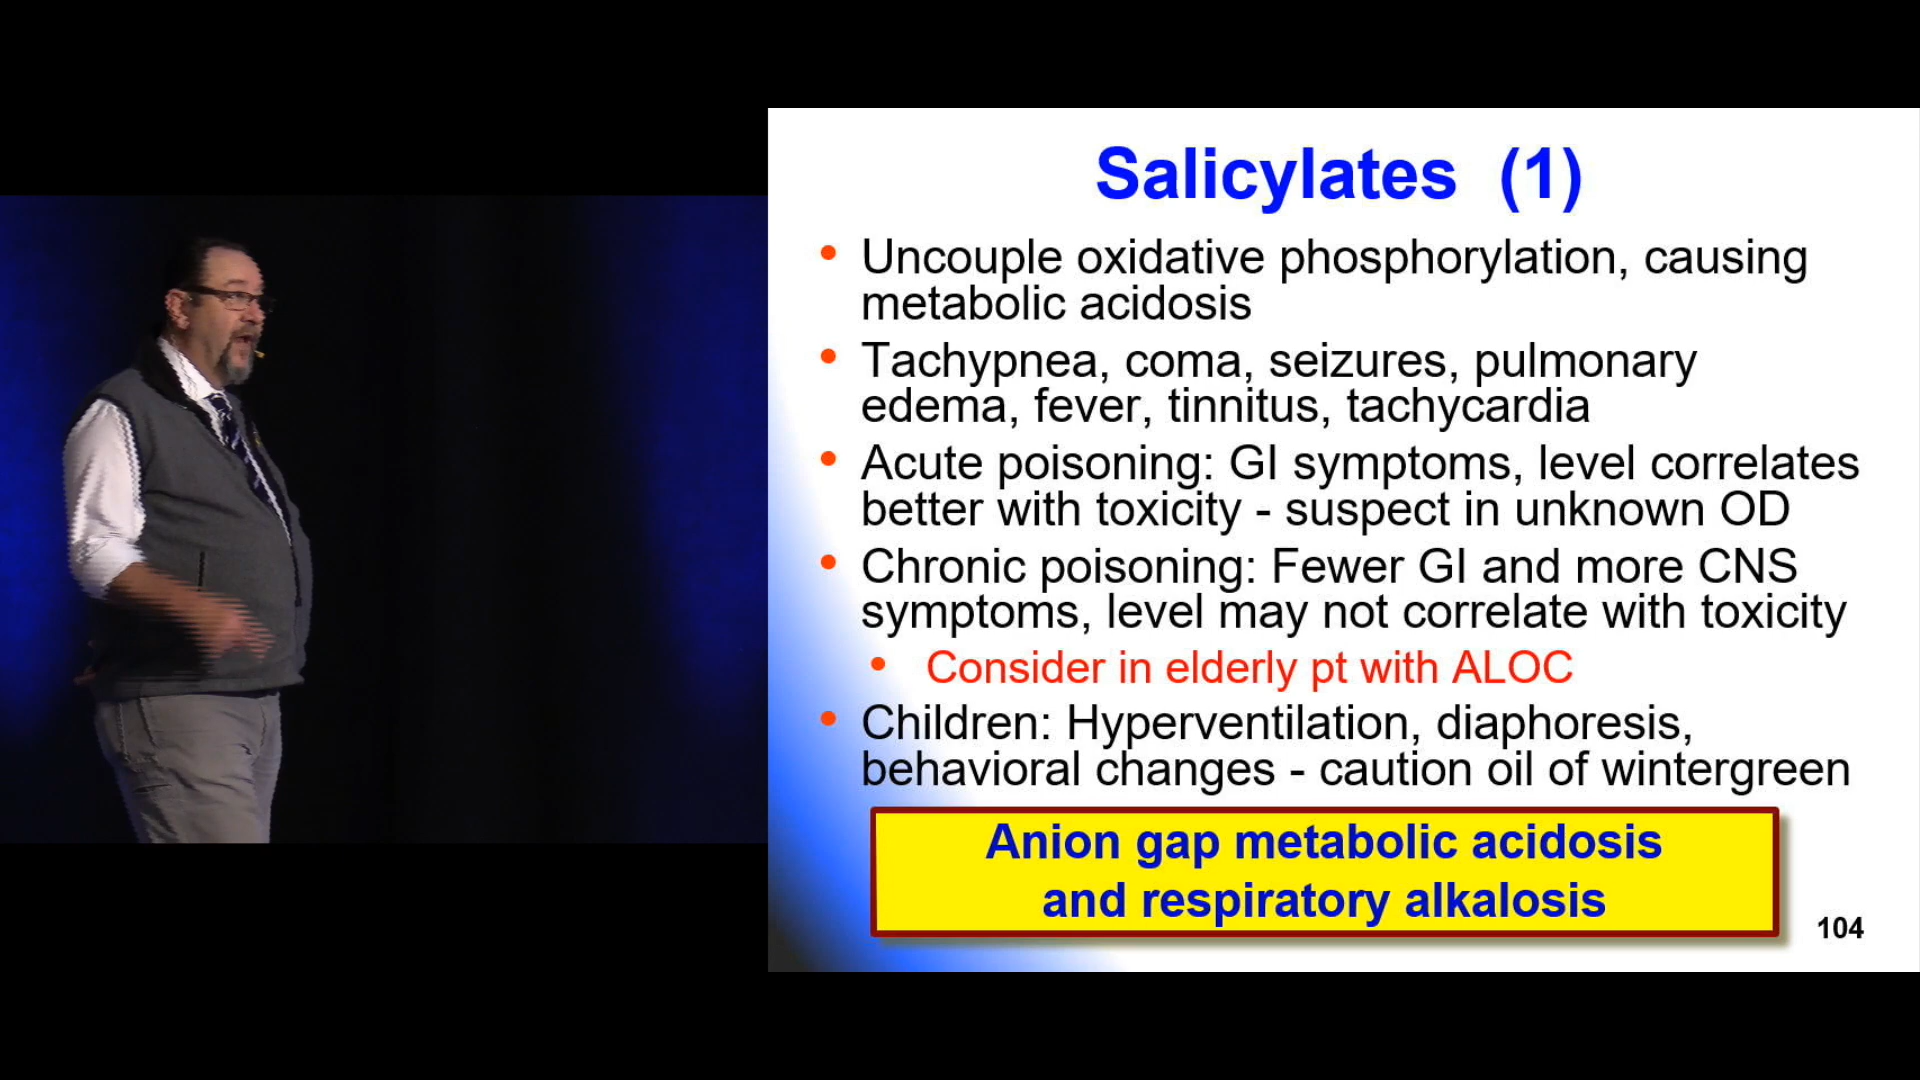 Salicylates (1)
• Uncouple oxidative phosphorylation, causing
metabolic acidosis
• Tachypnea, coma, seizures, pulmonary
edema, fever, tinnitus, tachycardia
• Acute poisoning: GI symptoms, level correlates
better with toxicity - suspect in unknown OD
• Chronic poisoning: Fewer GI and more CNS
symptoms, level may not correlate with toxicity
• Consider in elderly pt with ALOC
• Children: Hyperventilation, diaphoresis,
behavioral changes - caution oil of wintergreen
Anion gap metabolic acidosis
and respiratory alkalosis
104